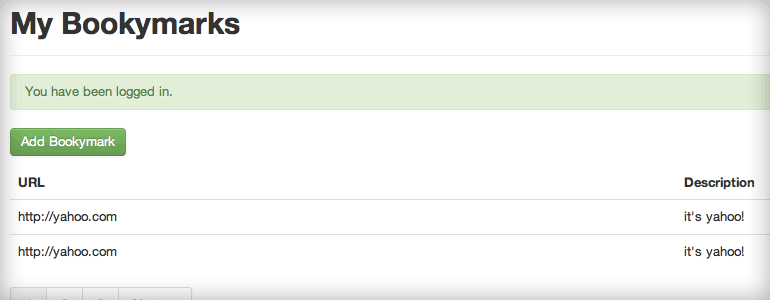 My Bookymarks
You have been logged in.
Add Bookymark
URL Description
http://yahoo.com it's yahoo!
http://yahoo.com it's yahoo!